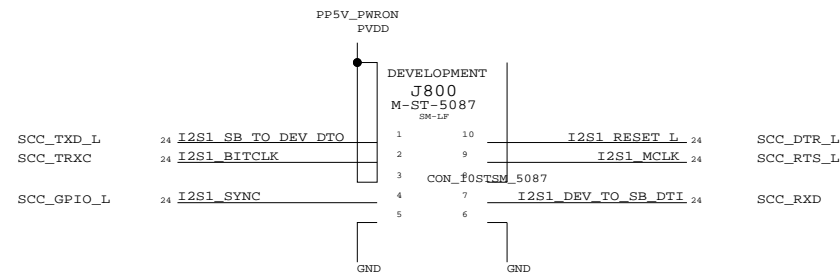 PP5V_PWRON
PVDD
DEVELOPMENT
J800
M-ST-5087
SM-LF
SCC_TXD_L 24 I2S1_SB_TO_DEV_DTO 1 10 I2S1_RESET_L 24 SCC_DTR_L
SCC_TRXC 24 I2S1_BITCLK 2 9 I2S1_MCLK 24 SCC_RTS_L
3 8 CON_10STSM_5087
SCC_GPIO_L 24 I2S1_SYNC 4 7 I2S1_DEV_TO_SB_DTI 24 SCC_RXD
5 6
GND GND